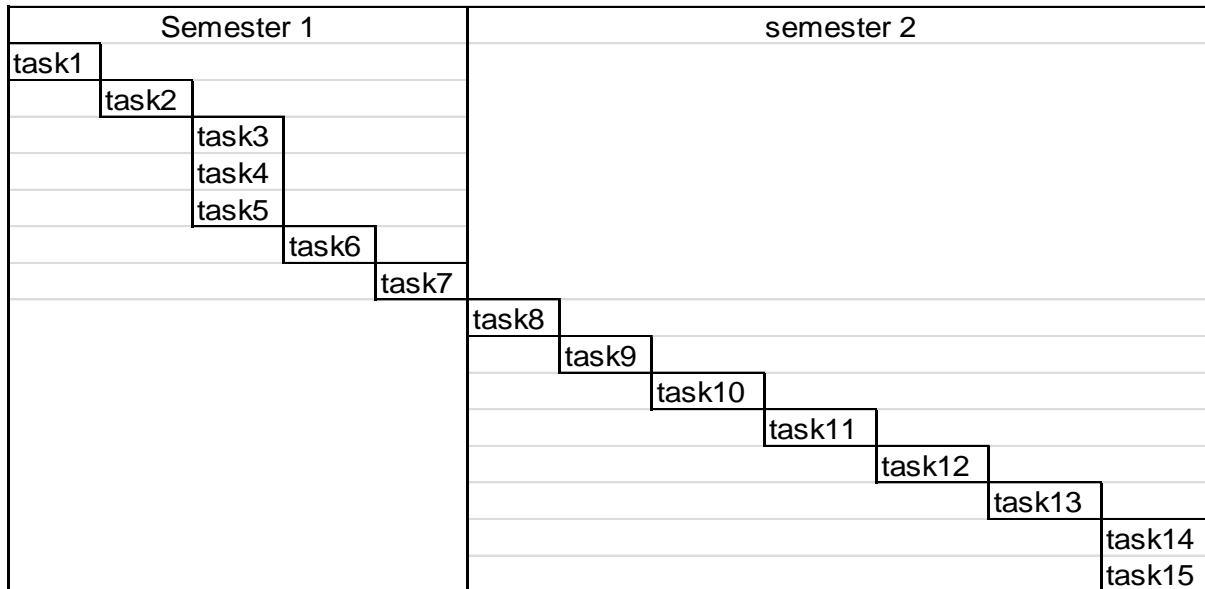 Semester 1 semester 2
task1
task2
task3
task4
task5
task6
task7
task8
task9
task10
task11
task12
task13
task14
task15